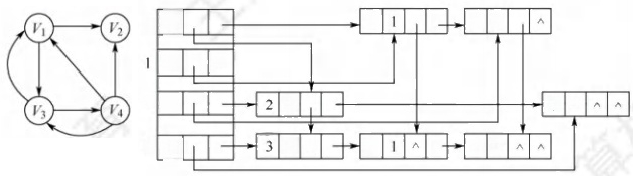 V₁ V₂
1 ∧
1
2 ∧ ∧
V₃ V₄
3 1 ∧ ∧ ∧